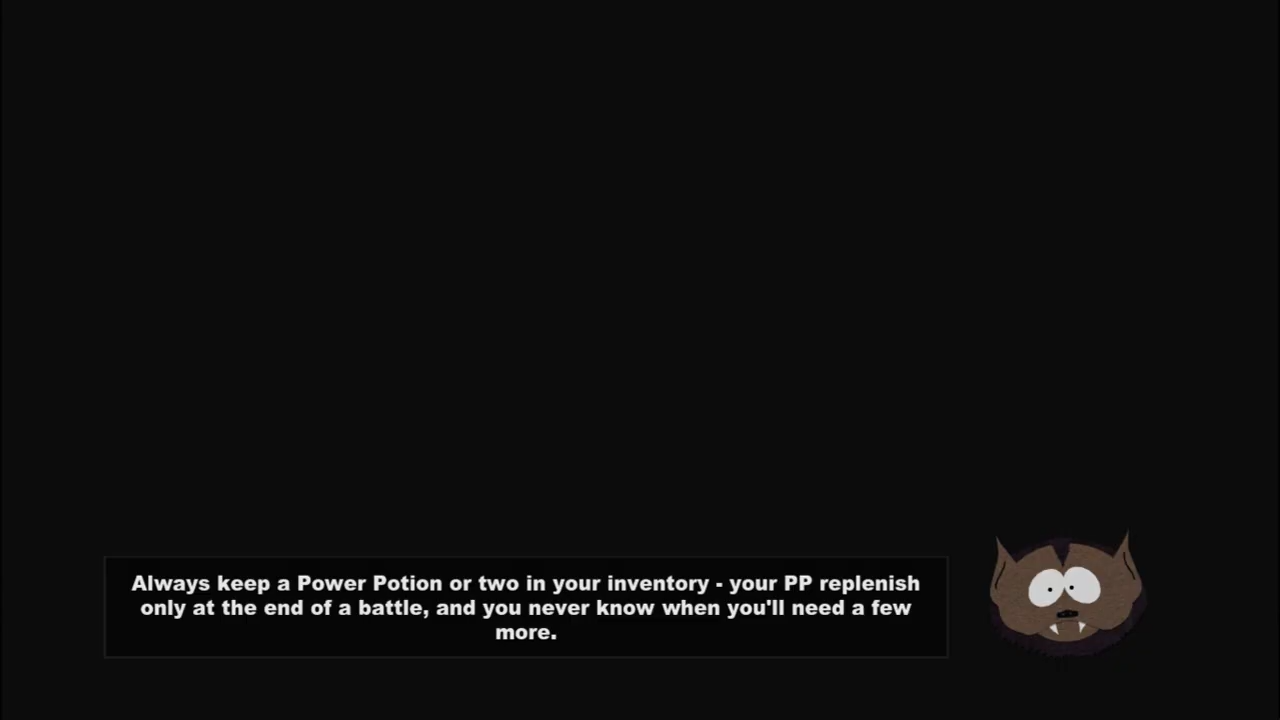 Always keep a Power Potion or two in your inventory - your PP replenish
only at the end of a battle, and you never know when you'll need a few
more.